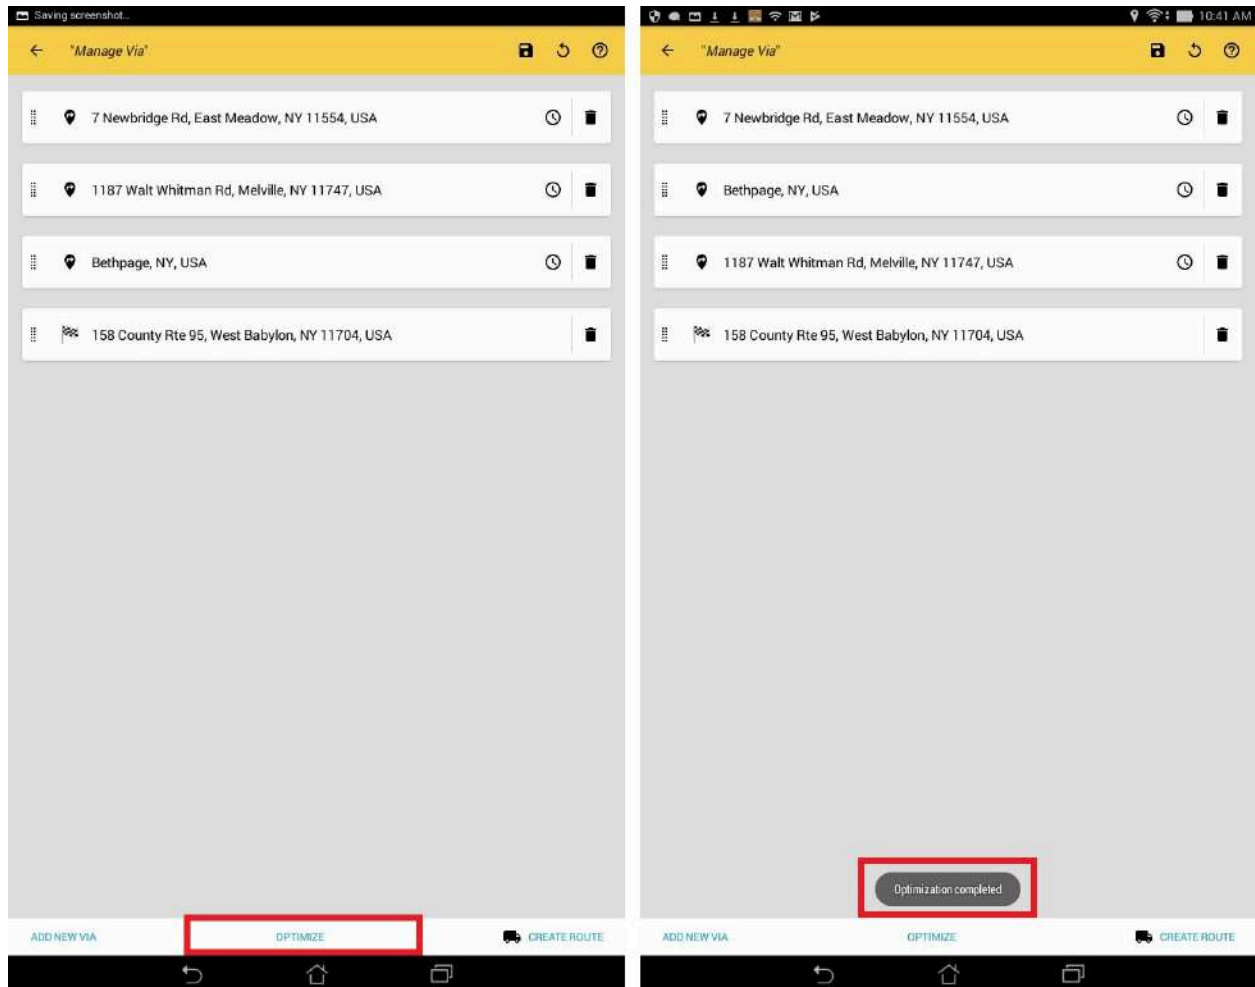 Saving screenshot...
"Manage Via"
7 Newbridge Rd, East Meadow, NY 11554, USA
1187 Walt Whitman Rd, Melville, NY 11747, USA
Bethpage, NY, USA
158 County Rte 95, West Babylon, NY 11704, USA
ADD NEW VIA
OPTIMIZE
CREATE ROUTE
10:41 AM
"Manage Via"
7 Newbridge Rd, East Meadow, NY 11554, USA
Bethpage, NY, USA
1187 Walt Whitman Rd, Melville, NY 11747, USA
158 County Rte 95, West Babylon, NY 11704, USA
Optimization completed
ADD NEW VIA
OPTIMIZE
CREATE ROUTE